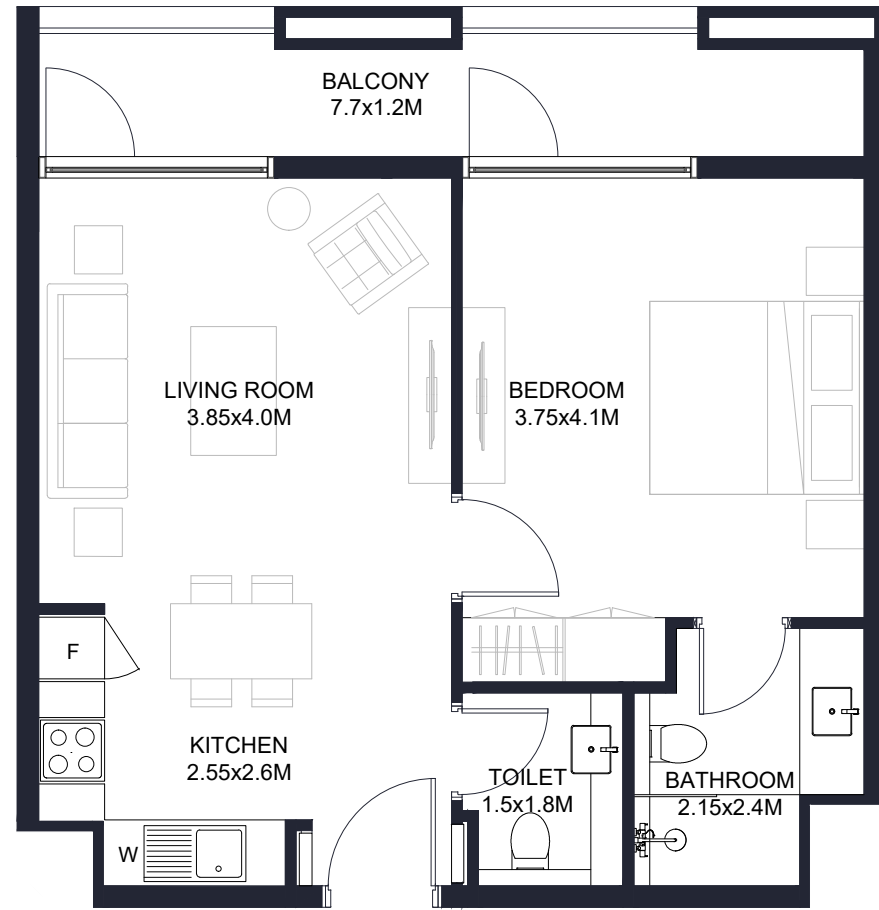 BALCONY
7.7x1.2M
LIVING ROOM
3.85x4.0M
BEDROOM
3.75x4.1M
F
KITCHEN
2.55x2.6M
TOILET
1.5x1.8M
BATHROOM
2.15x2.4M
W